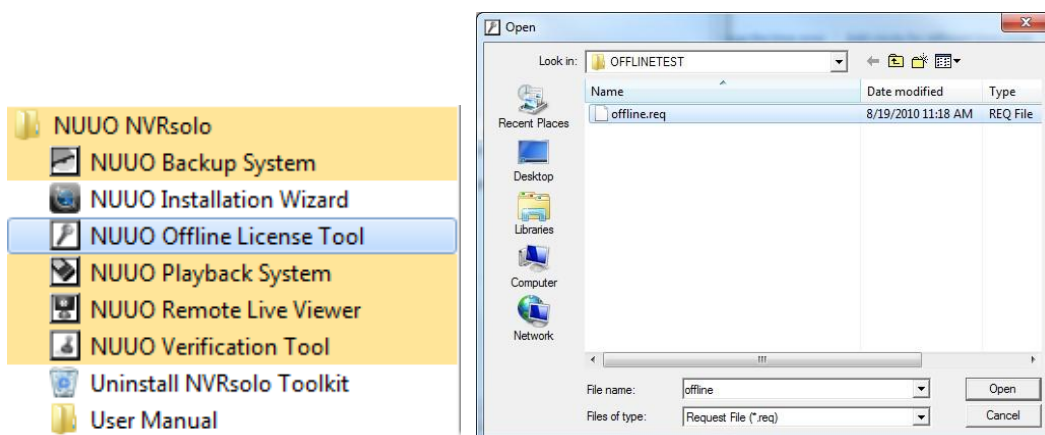 NUUO NVRsolo
NUUO Backup System
NUUO Installation Wizard
NUUO Offline License Tool
NUUO Playback System
NUUO Remote Live Viewer
NUUO Verification Tool
Uninstall NVRsolo Toolkit
User Manual
Open
Look in: OFFLINETEST
Name Date modified Type
offline.req 8/19/2010 11:18 AM REQ File
Recent Places
Desktop
Libraries
Computer
Network
File name: offline Open
Files of type: Request File (*.req) Cancel